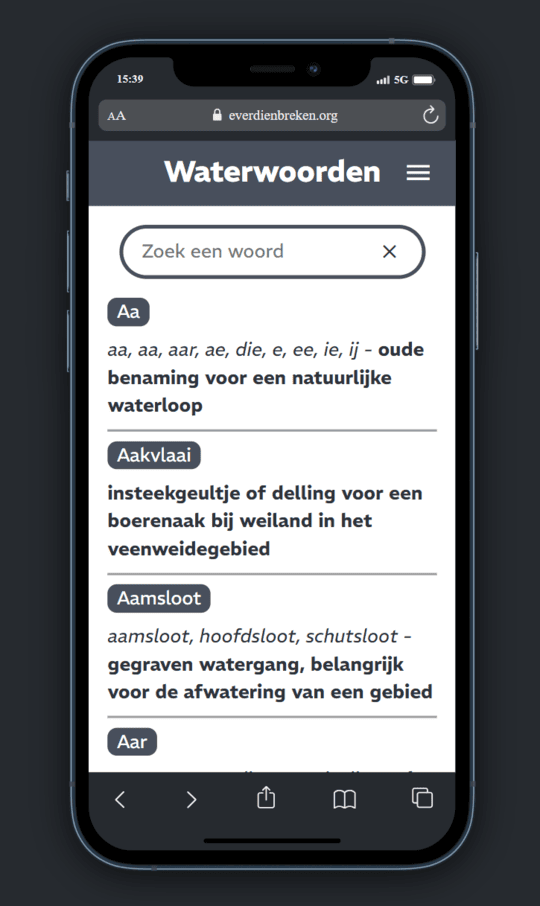 15:39
5G
AA
everdienbreken.org
Waterwoorden
Zoek een woord
Aa
aa, aa, aar, ae, die, e, ee, ie, ij - oude
benaming voor een natuurlijke
waterloop
Aakvlaai
insteekgeultje of delling voor een
boerenaak bij weiland in het
veenweidegebied
Aamsloot
aamsloot, hoofdsloot, schutsloot -
gegraven watergang, belangrijk
voor de afwatering van een gebied
Aar